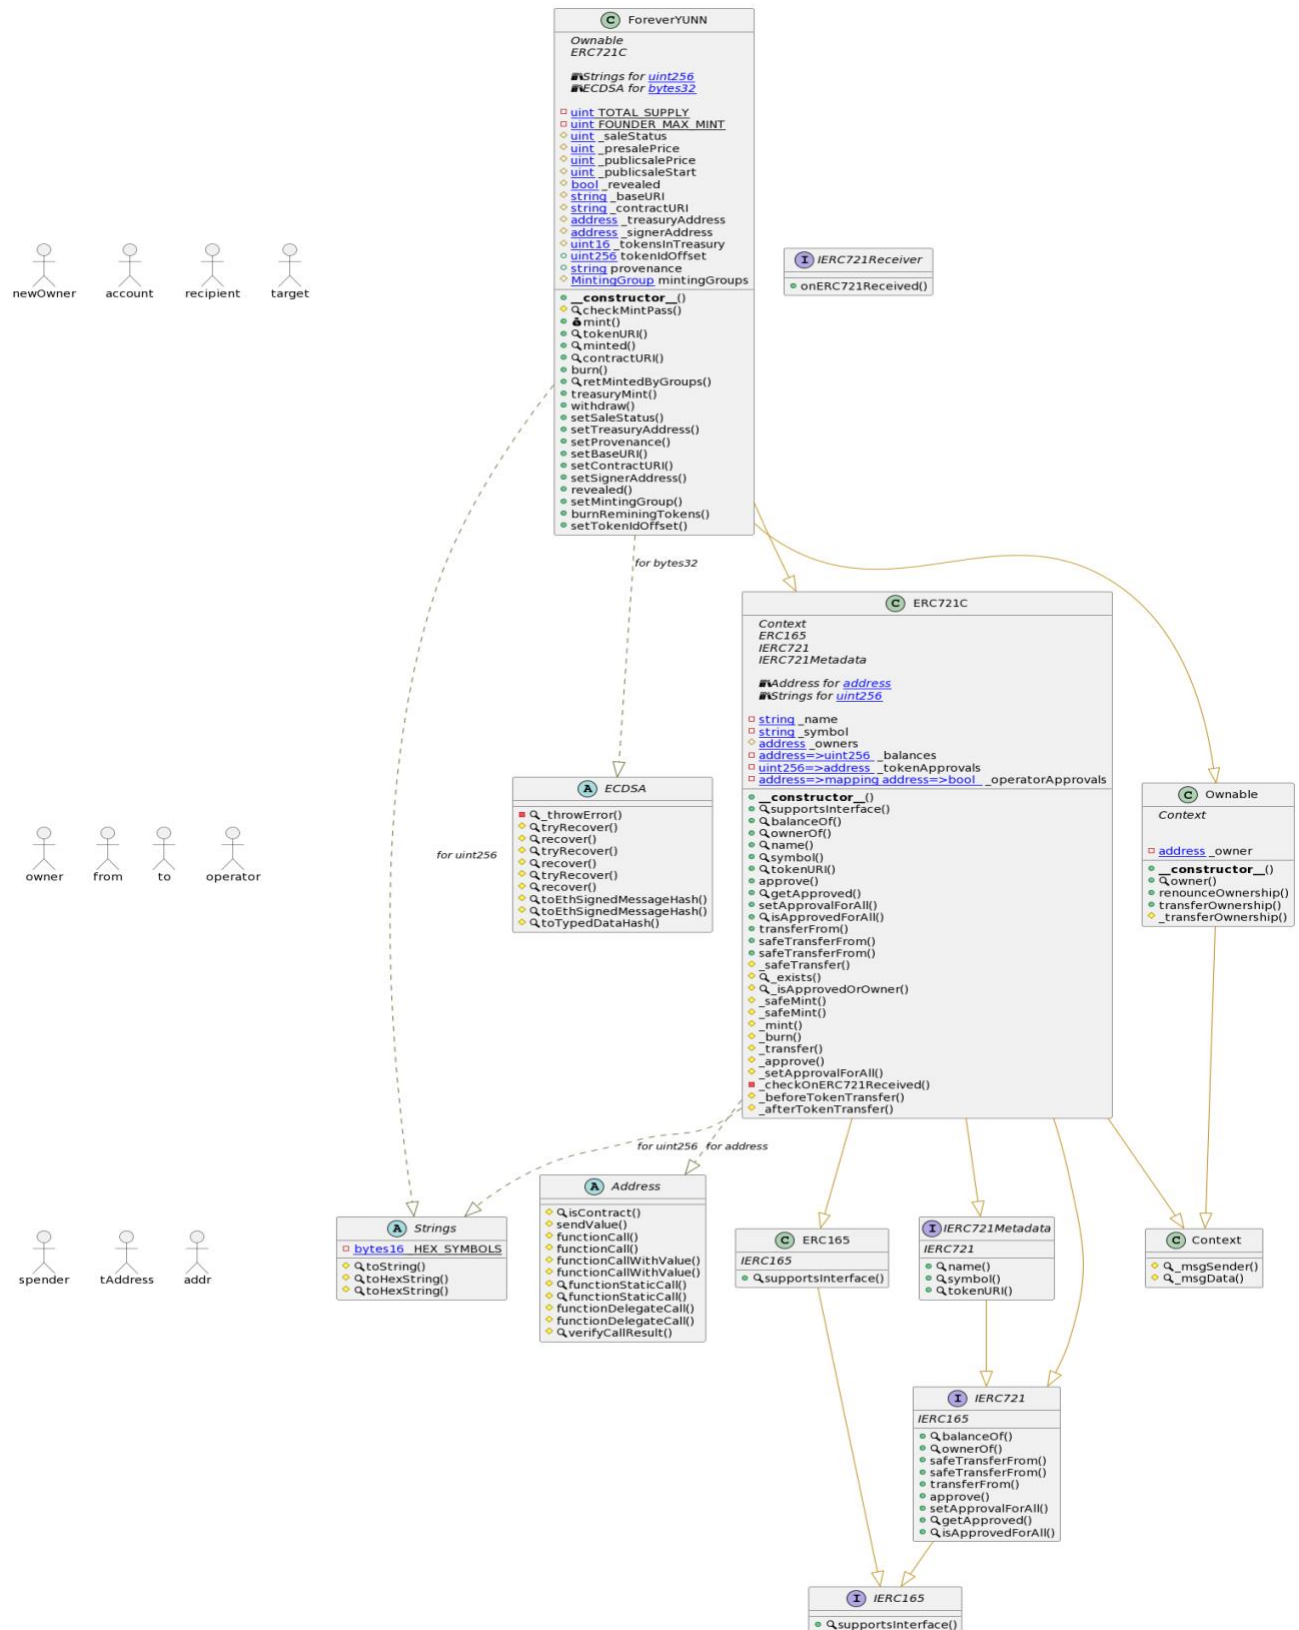 C ForeverYUNN
Ownable
ERC721C
Strings for uint256
ECDSA for bytes32
uint TOTAL_SUPPLY
uint FOUNDER_MAX_MINT
uint _saleStatus
uint _presalePrice
uint _publicsalePrice
uint _publicsaleStart
bool _revealed
string _baseURI
string _contractURI
address _treasuryAddress
address _signerAddress
uint16 _tokensInTreasury
uint256 tokenIdOffset
string provenance
MintingGroup mintingGroups
__constructor__()
checkMintPass()
mint()
tokenURI()
minted()
contractURI()
burn()
retMintedByGroups()
treasuryMint()
withdraw()
setSaleStatus()
setTreasuryAddress()
setProvenance()
setBaseURI()
setContractURI()
setSignerAddress()
revealed()
setMintingGroup()
burnReminingTokens()
setTokenIdOffset()
newOwner
account
recipient
target
I IERC721Receiver
onERC721Received()
for bytes32
C ERC721C
Context
ERC165
IERC721
IERC721Metadata
Address for address
Strings for uint256
string _name
string _symbol
address _owners
address=>uint256 _balances
uint256=>address _tokenApprovals
address=>mapping address=>bool _operatorApprovals
__constructor__()
supportsInterface()
balanceOf()
ownerOf()
name()
symbol()
tokenURI()
approve()
getApproved()
setApprovalForAll()
isApprovedForAll()
transferFrom()
safeTransferFrom()
safeTransferFrom()
_safeTransfer()
_exists()
_isApprovedOrOwner()
_safeMint()
_safeMint()
_mint()
_burn()
_transfer()
_approve()
_setApprovalForAll()
_checkOnERC721Received()
_beforeTokenTransfer()
_afterTokenTransfer()
A ECDSA
_throwError()
tryRecover()
recover()
tryRecover()
recover()
tryRecover()
recover()
toEthSignedMessageHash()
toEthSignedMessageHash()
toTypedDataHash()
for uint256
C Ownable
Context
address _owner
__constructor__()
owner()
renounceOwnership()
transferOwnership()
_transferOwnership()
owner
from
to
operator
for uint256
for address
A Strings
bytes16 _HEX_SYMBOLS
toString()
toHexString()
toHexString()
A Address
isContract()
sendValue()
functionCall()
functionCall()
functionCallWithValue()
functionCallWithValue()
functionStaticCall()
functionStaticCall()
functionDelegateCall()
functionDelegateCall()
verifyCallResult()
C ERC165
IERC165
supportsInterface()
I IERC721Metadata
IERC721
name()
symbol()
tokenURI()
C Context
_msgSender()
_msgData()
spender
tAddress
addr
I IERC721
IERC165
balanceOf()
ownerOf()
safeTransferFrom()
safeTransferFrom()
transferFrom()
approve()
setApprovalForAll()
getApproved()
isApprovedForAll()
I IERC165
supportsInterface()